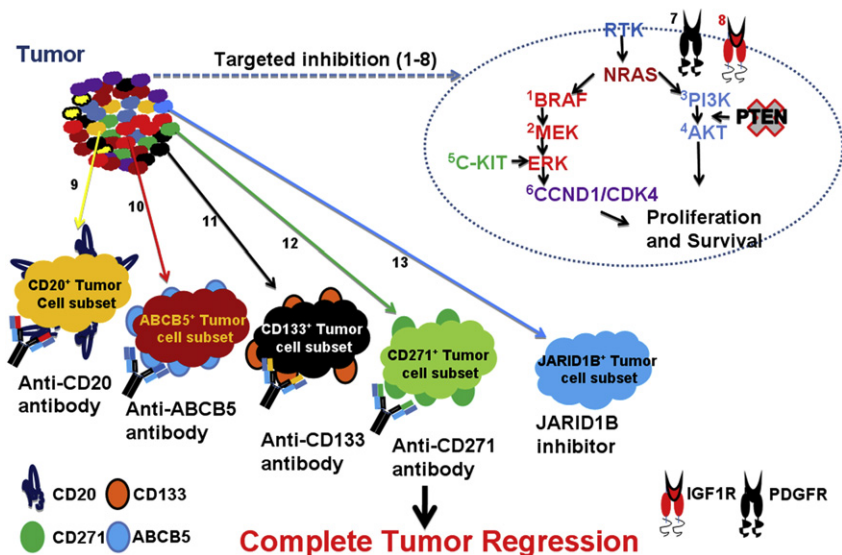 Tumor
Targeted inhibition (1-8)
RTK
7
8
NRAS
¹BRAF
³PI3K
²MEK
PTEN
⁴AKT
⁵C-KIT
ERK
⁶CCND1/CDK4
Proliferation
and Survival
9
10
11
12
13
CD20⁺ Tumor
Cell subset
ABCB5⁺ Tumor
cell subset
CD133⁺ Tumor
cell subset
CD271⁺ Tumor
cell subset
JARID1B⁺ Tumor
cell subset
Anti-CD20
antibody
Anti-ABCB5
antibody
Anti-CD133
antibody
Anti-CD271
antibody
JARID1B
inhibitor
CD20
CD133
CD271
ABCB5
IGF1R
PDGFR
Complete Tumor Regression